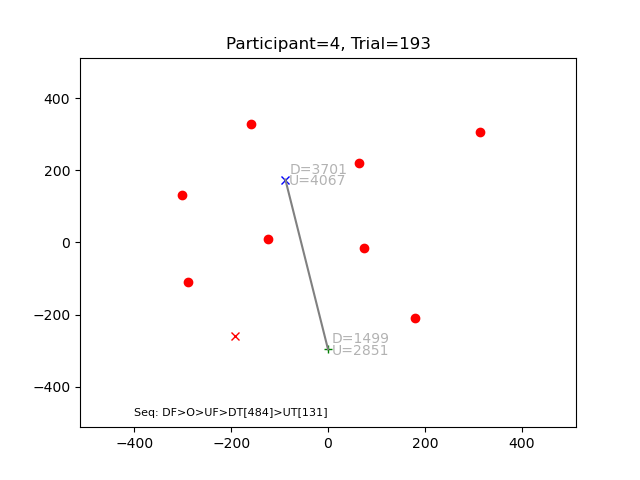 Participant=4, Trial=193
400
200
0
−200
−400
D=3701
U=4067
D=1499
U=2851
Seq: DF>O>UF>DT[484]>UT[131]
−400
−200
0
200
400